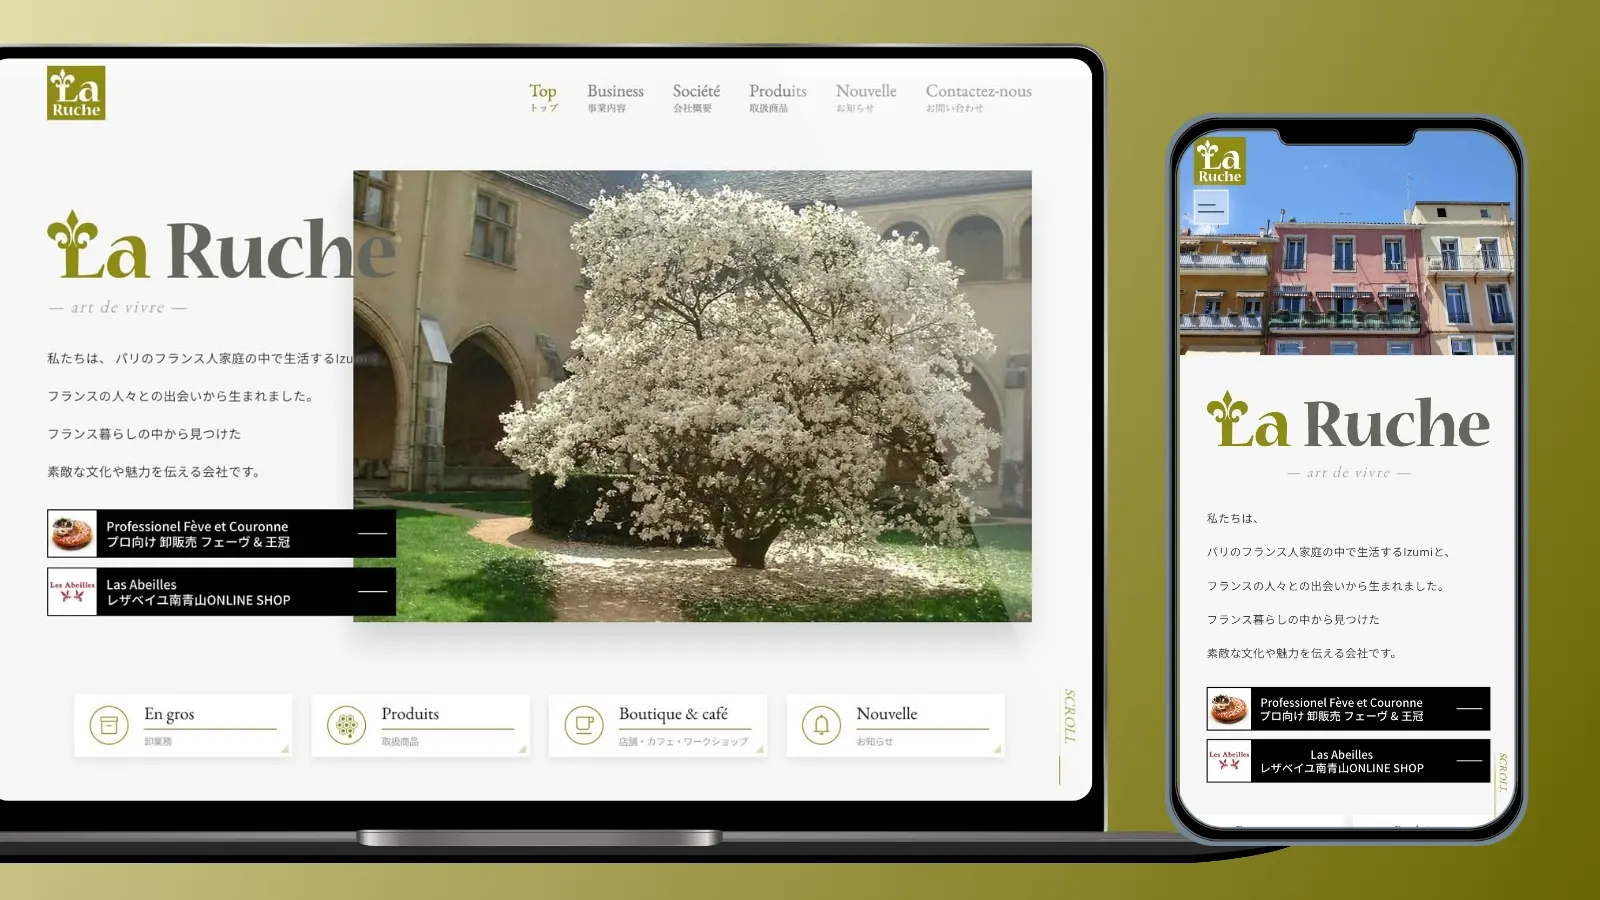 La
Ruche
Top
トップ
Business
事業内容
Société
会社概要
Produits
取扱商品
Nouvelle
お知らせ
Contactez-nous
お問い合わせ
La Ruche
— art de vivre —
私たちは、 パリのフランス人家庭の中で生活するIzumiと
フランスの人々との出会いから生まれました。
フランス暮らしの中から見つけた
素敵な文化や魅力を伝える会社です。
Professionel Fève et Couronne
プロ向け 卸販売 フェーヴ & 王冠
Les Abeilles
Las Abeilles
レザベイユ南青山ONLINE SHOP
En gros
卸業務
Produits
取扱商品
Boutique & café
店舗・カフェ・ワークショップ
Nouvelle
お知らせ
SCROLL
La
Ruche
La Ruche
— art de vivre —
私たちは、
パリのフランス人家庭の中で生活するIzumiと、
フランスの人々との出会いから生まれました。
フランス暮らしの中から見つけた
素敵な文化や魅力を伝える会社です。
Professionel Fève et Couronne
プロ向け 卸販売 フェーヴ & 王冠
Les Abeilles
Las Abeilles
レザベイユ南青山ONLINE SHOP
SCROLL